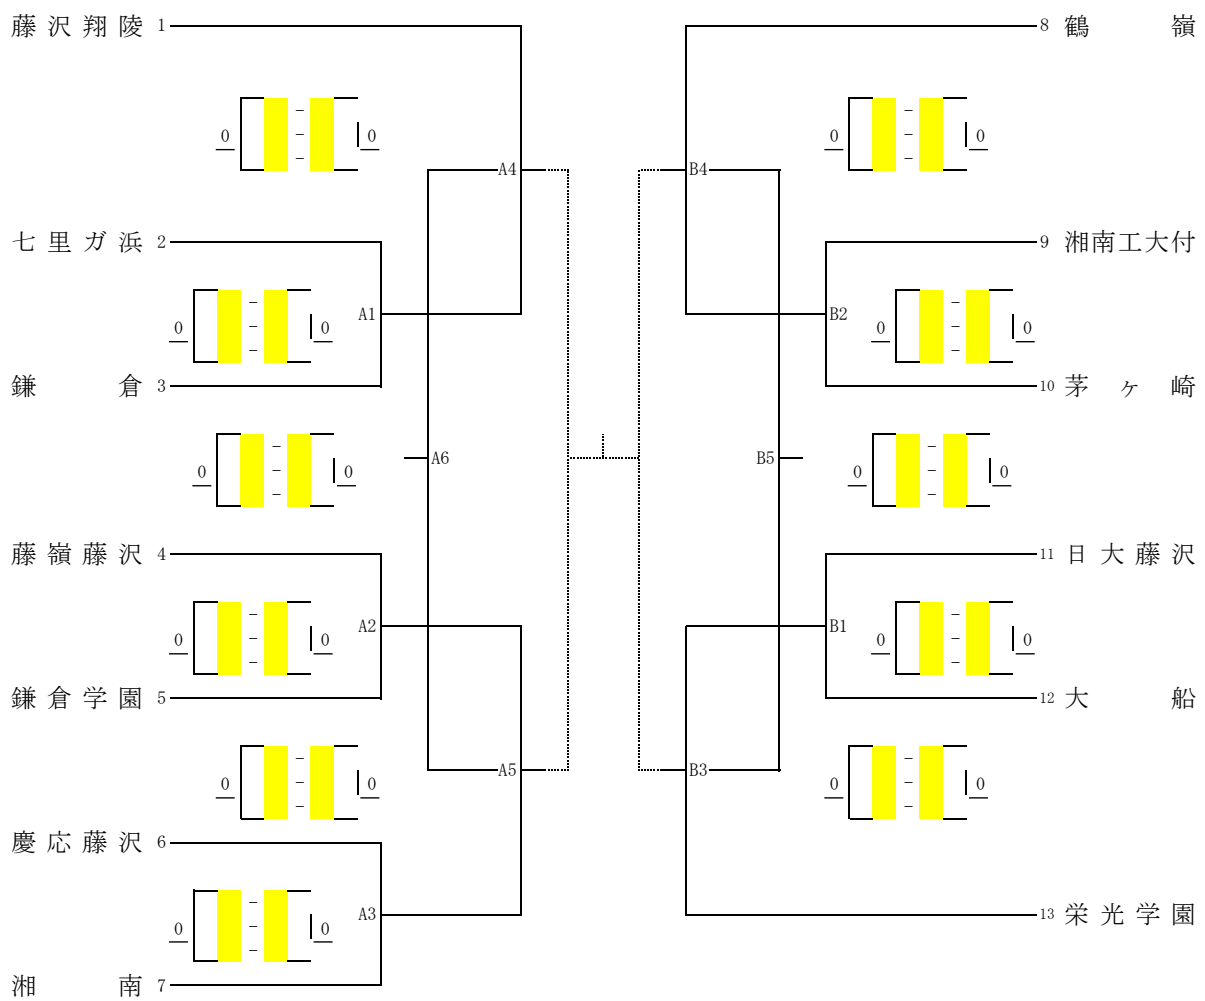 藤沢翔陵 1
8 鶴嶺
0 - - - 0
0 - - - 0
A4
B4
七里ガ浜 2
9 湘南工大付
0 - - - 0
A1
B2
0 - - - 0
鎌倉 3
10 茅ヶ崎
0 - - - 0
A6
B5
0 - - - 0
藤嶺藤沢 4
11 日大藤沢
0 - - - 0
A2
B1
0 - - - 0
鎌倉学園 5
12 大船
0 - - - 0
A5
B3
0 - - - 0
慶応藤沢 6
0 - - - 0
A3
13 栄光学園
湘南 7